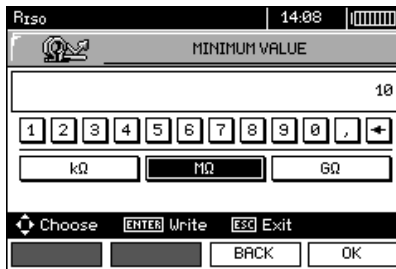 RISO 14:08
MINIMUM VALUE
10
1 2 3 4 5 6 7 8 9 0 ,
kΩ MΩ GΩ
Choose ENTER Write ESC Exit
BACK OK